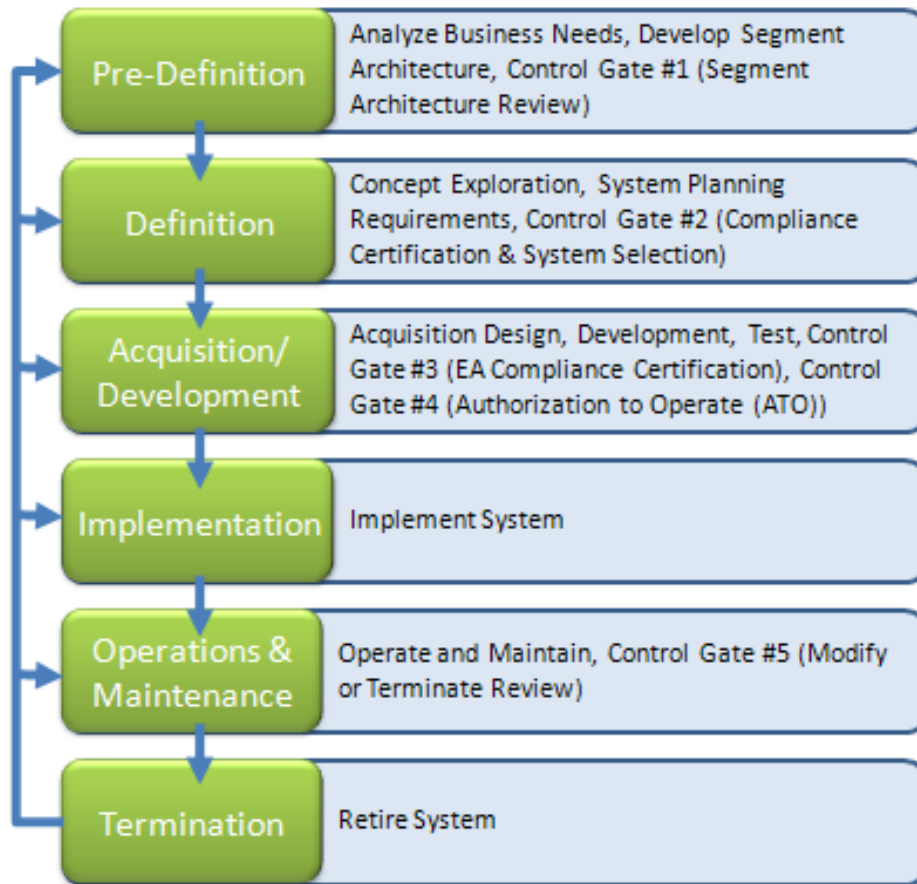 Pre-Definition
Analyze Business Needs, Develop Segment
Architecture, Control Gate #1 (Segment
Architecture Review)
Definition
Concept Exploration, System Planning
Requirements, Control Gate #2 (Compliance
Certification & System Selection)
Acquisition/
Development
Acquisition Design, Development, Test, Control
Gate #3 (EA Compliance Certification), Control
Gate #4 (Authorization to Operate (ATO))
Implementation
Implement System
Operations &
Maintenance
Operate and Maintain, Control Gate #5 (Modify
or Terminate Review)
Termination
Retire System